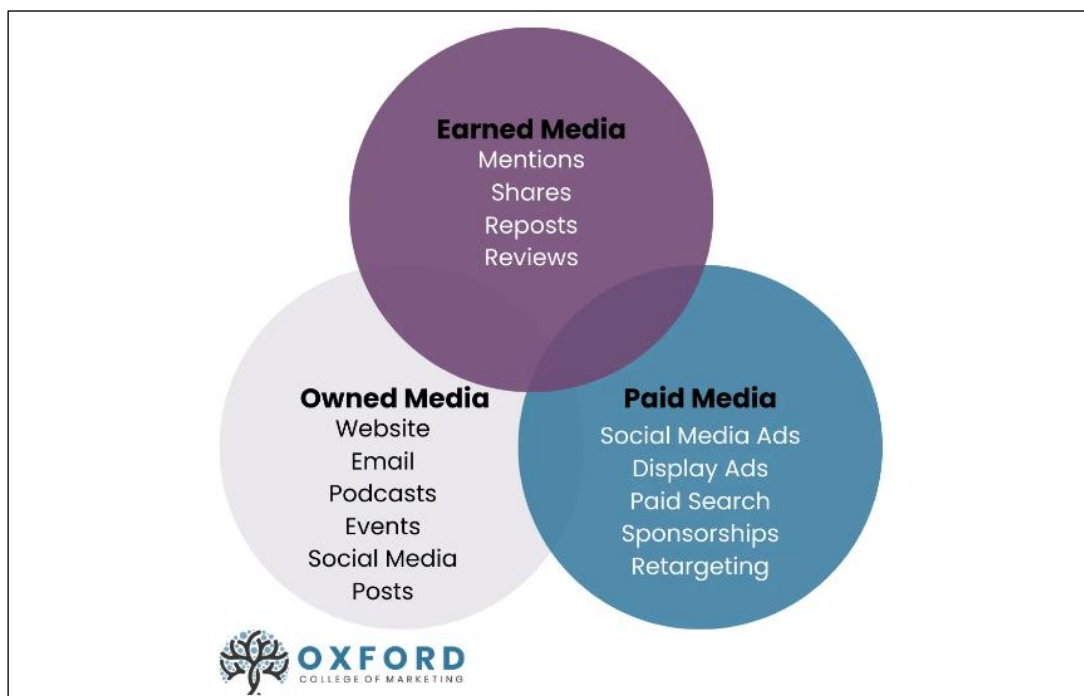 Earned Media
Mentions
Shares
Reposts
Reviews
Owned Media
Website
Email
Podcasts
Events
Social Media
Posts
Paid Media
Social Media Ads
Display Ads
Paid Search
Sponsorships
Retargeting
OXFORD
COLLEGE OF MARKETING